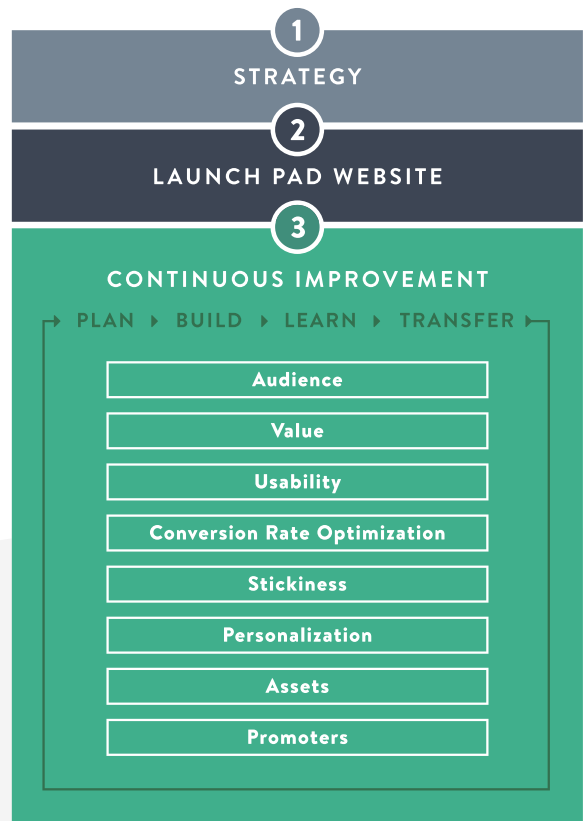 1
STRATEGY
2
LAUNCH PAD WEBSITE
3
CONTINUOUS IMPROVEMENT
PLAN BUILD LEARN TRANSFER
Audience
Value
Usability
Conversion Rate Optimization
Stickiness
Personalization
Assets
Promoters